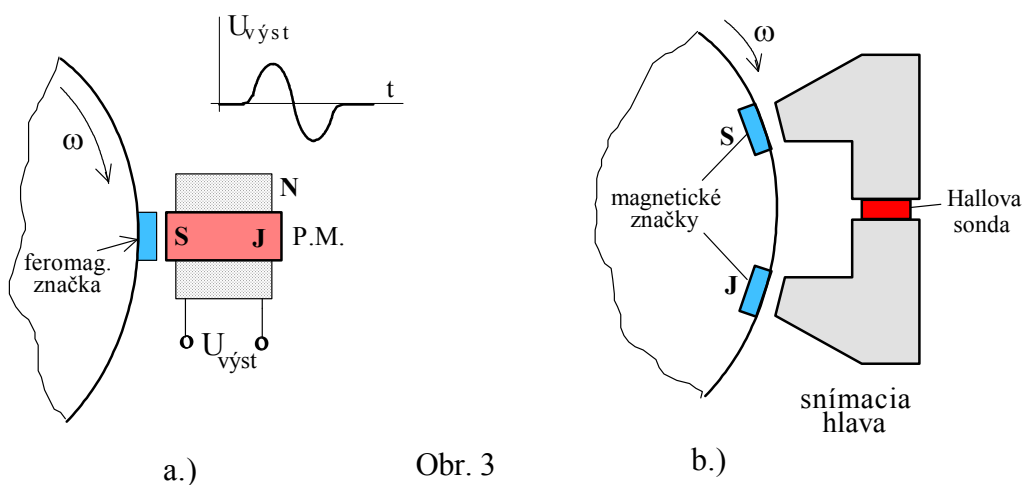 Uvýst
t
ω
N
S J P.M.
feromag.
značka
Uvýst
a.)
Obr. 3
ω
S
magnetické
značky
J
Hallova
sonda
snímacia
hlava
b.)